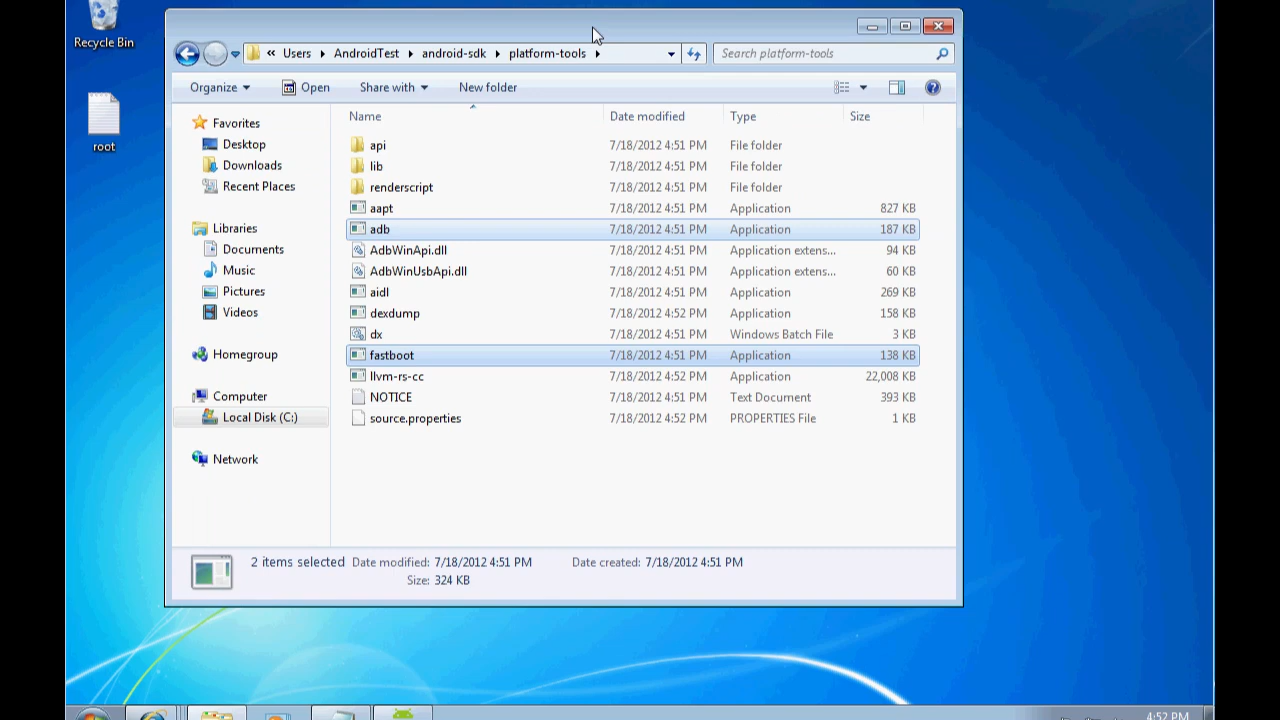 Recycle Bin
root
« Users AndroidTest android-sdk platform-tools
Search platform-tools
Organize Open Share with New folder
Name Date modified Type Size
Favorites
Desktop
Downloads
Recent Places
Libraries
Documents
Music
Pictures
Videos
Homegroup
Computer
Local Disk (C:)
Network
api 7/18/2012 4:51 PM File folder
lib 7/18/2012 4:51 PM File folder
renderscript 7/18/2012 4:51 PM File folder
aapt 7/18/2012 4:51 PM Application 827 KB
adb 7/18/2012 4:51 PM Application 187 KB
AdbWinApi.dll 7/18/2012 4:51 PM Application extens... 94 KB
AdbWinUsbApi.dll 7/18/2012 4:51 PM Application extens... 60 KB
aidl 7/18/2012 4:51 PM Application 269 KB
dexdump 7/18/2012 4:52 PM Application 158 KB
dx 7/18/2012 4:51 PM Windows Batch File 3 KB
fastboot 7/18/2012 4:51 PM Application 138 KB
llvm-rs-cc 7/18/2012 4:52 PM Application 22,008 KB
NOTICE 7/18/2012 4:51 PM Text Document 393 KB
source.properties 7/18/2012 4:52 PM PROPERTIES File 1 KB
2 items selected Date modified: 7/18/2012 4:51 PM Date created: 7/18/2012 4:51 PM
Size: 324 KB
4:52 PM